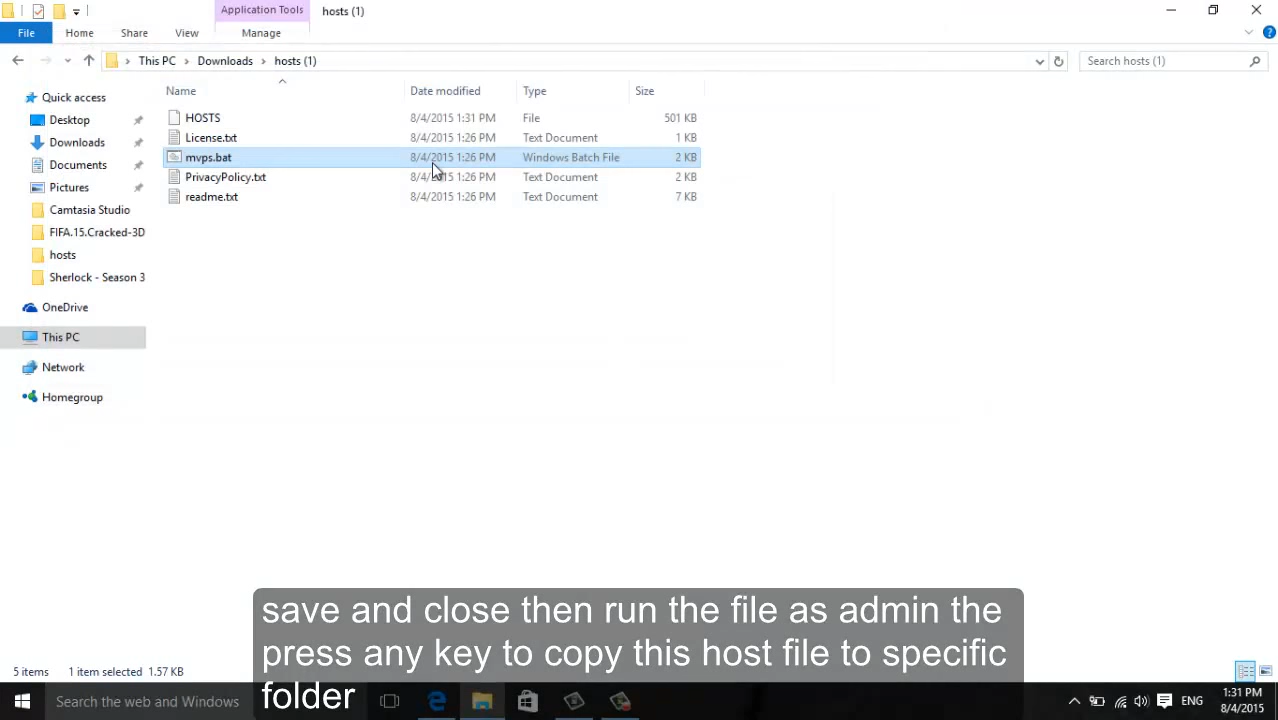 Application Tools
hosts (1)
File
Home
Share
View
Manage
This PC
Downloads
hosts (1)
Search hosts (1)
Name
Date modified
Type
Size
HOSTS
8/4/2015 1:31 PM
File
501 KB
License.txt
8/4/2015 1:26 PM
Text Document
1 KB
mvps.bat
8/4/2015 1:26 PM
Windows Batch File
2 KB
PrivacyPolicy.txt
8/4/2015 1:26 PM
Text Document
2 KB
readme.txt
8/4/2015 1:26 PM
Text Document
7 KB
Quick access
Desktop
Downloads
Documents
Pictures
Camtasia Studio
FIFA.15.Cracked-3D
hosts
Sherlock - Season 3
OneDrive
This PC
Network
Homegroup
save and close then run the file as admin the
press any key to copy this host file to specific
folder
5 items
1 item selected 1.57 KB
Search the web and Windows
ENG
1:31 PM
8/4/2015